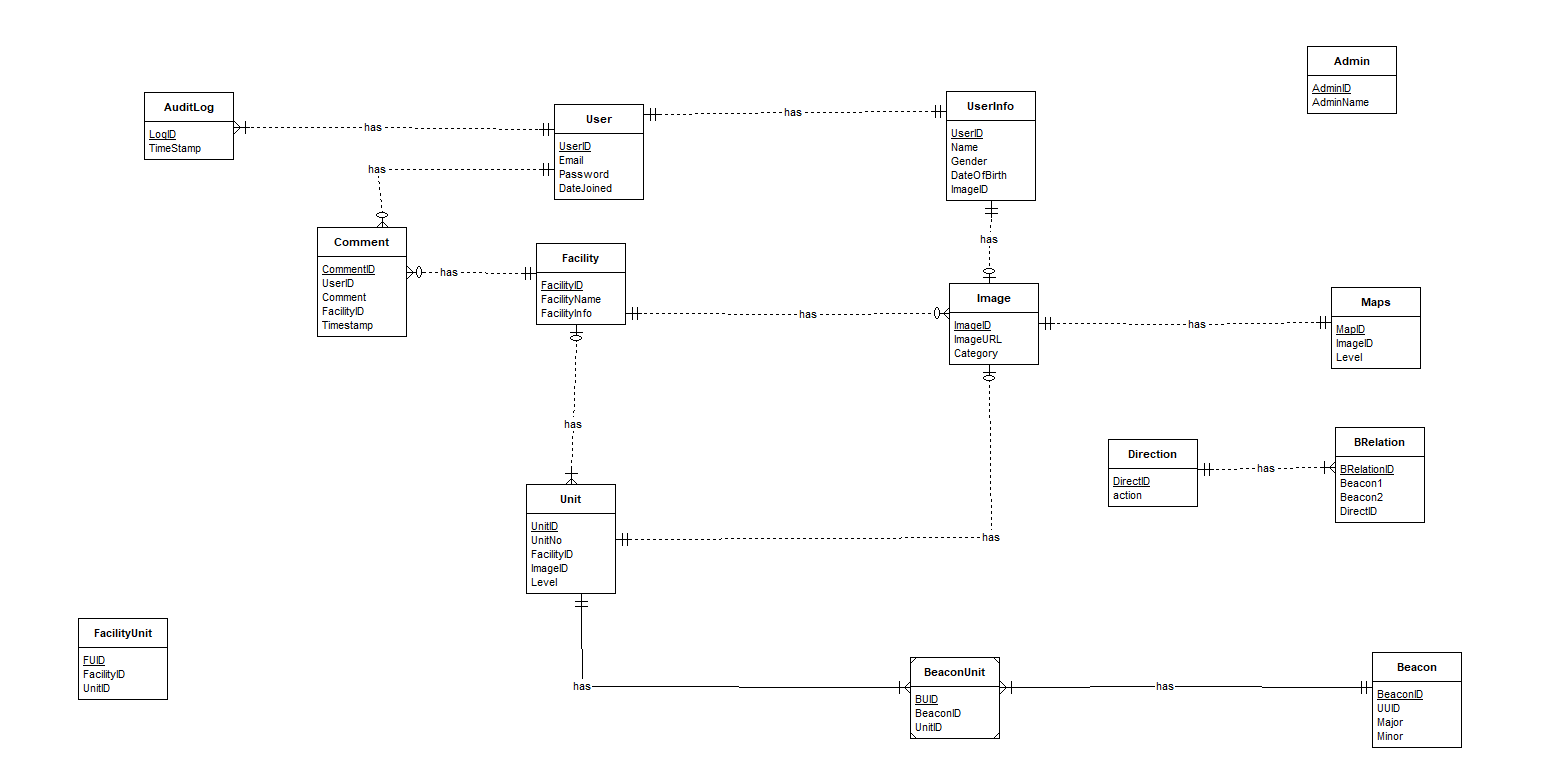 Admin
AdminID
AdminName
AuditLog
LogID
TimeStamp
has
User
UserID
Email
Password
DateJoined
has
UserInfo
UserID
Name
Gender
DateOfBirth
ImageID
has
Comment
CommentID
UserID
Comment
FacilityID
Timestamp
has
Facility
FacilityID
FacilityName
FacilityInfo
has
has
Image
ImageID
ImageURL
Category
has
Maps
MapID
ImageID
Level
has
Direction
DirectID
action
has
BRelation
BRelationID
Beacon1
Beacon2
DirectID
Unit
UnitID
UnitNo
FacilityID
ImageID
Level
has
FacilityUnit
FUID
FacilityID
UnitID
has
BeaconUnit
BUID
BeaconID
UnitID
has
Beacon
BeaconID
UUID
Major
Minor